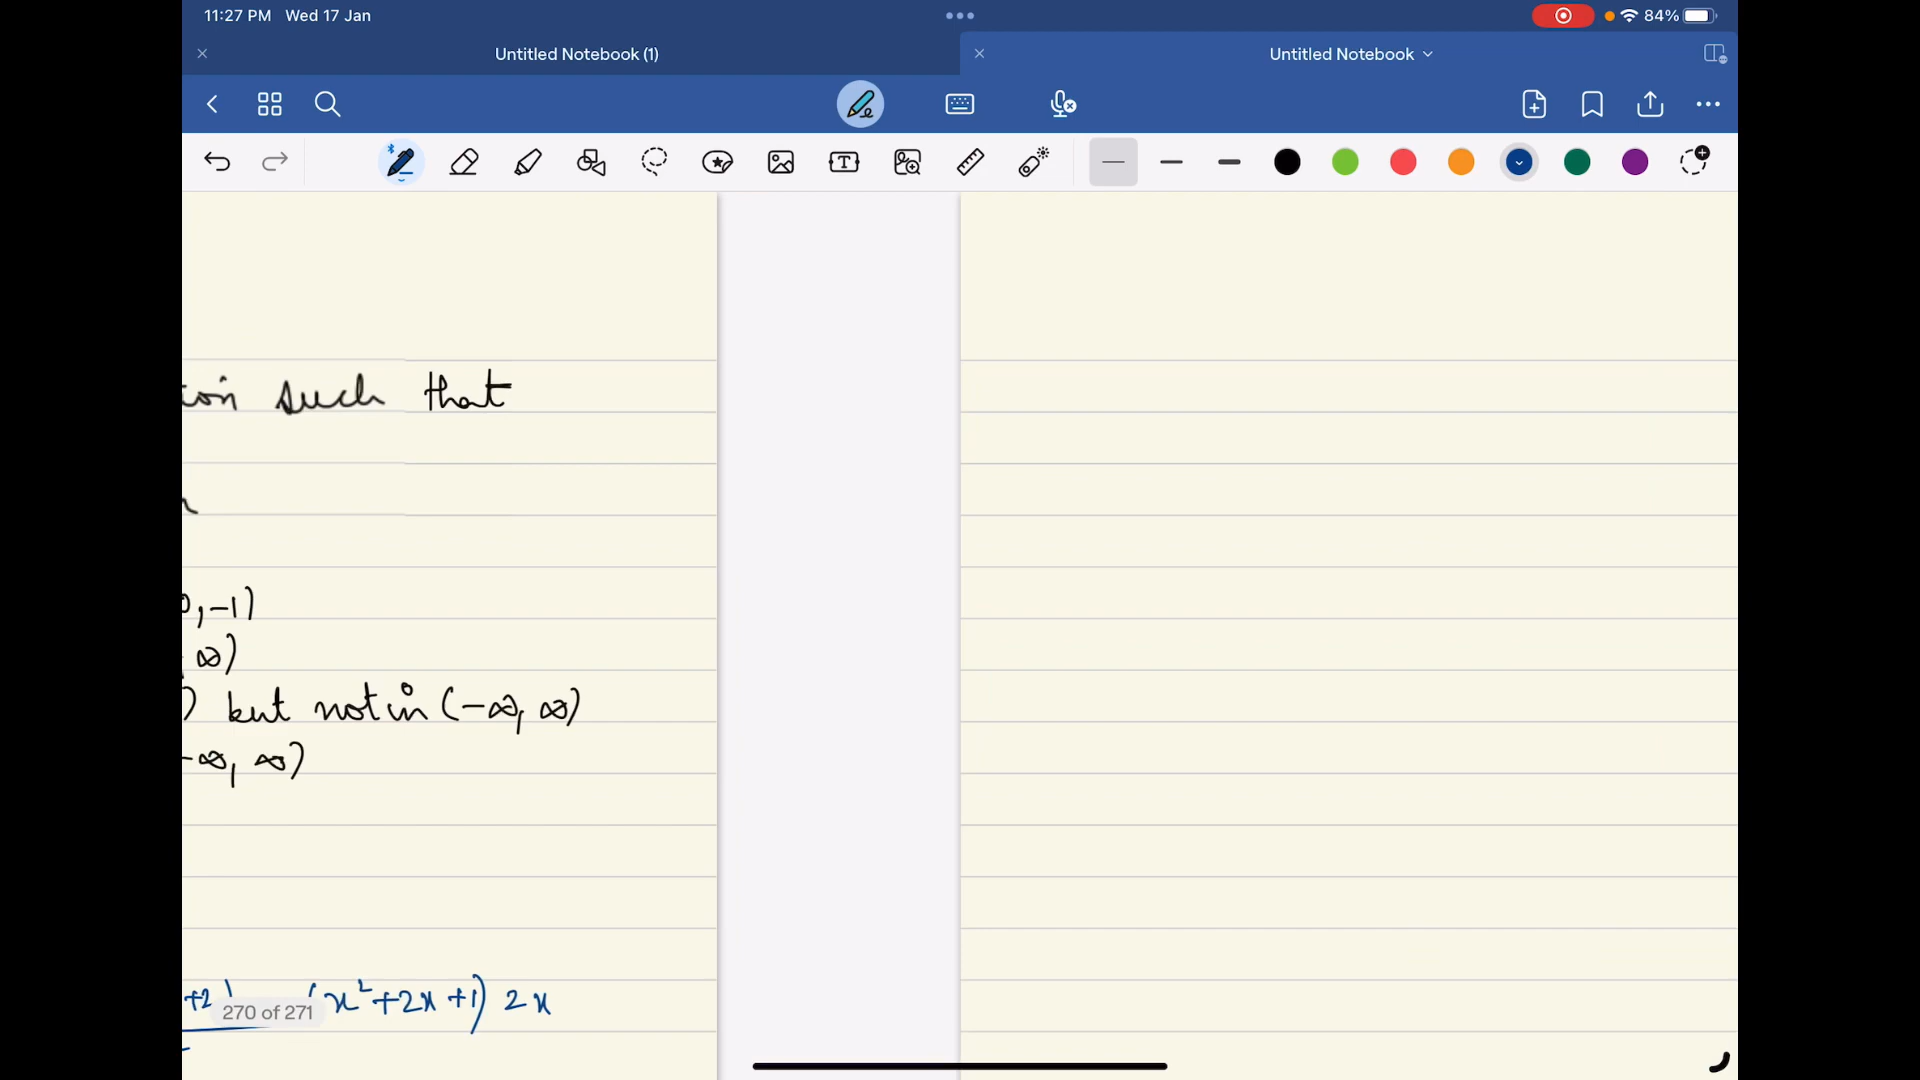 11:27 PM Wed 17 Jan
84%
Untitled Notebook (1)
Untitled Notebook
such that
0,-1)
∞)
) but not in (-∞, ∞)
-∞, ∞)
+2) - (x²+2x+1) 2x
270 of 271